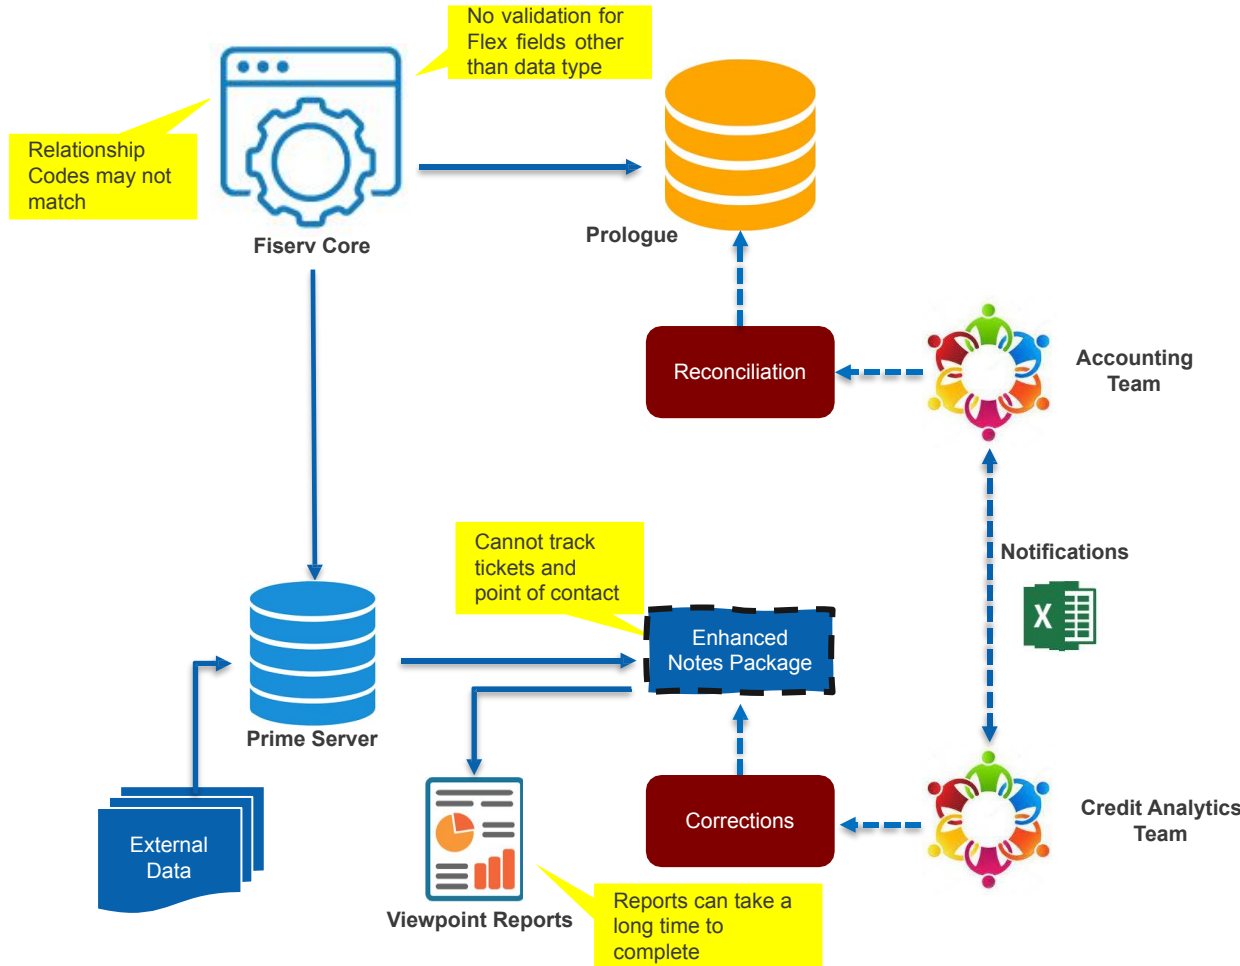 No validation for
Flex fields other
than data type
Relationship
Codes may not
match
Fiserv Core
Prologue
Reconciliation
Accounting
Team
Notifications
X
Cannot track
tickets and
point of contact
Enhanced
Notes Package
Prime Server
External
Data
Viewpoint Reports
Corrections
Credit Analytics
Team
Reports can take a
long time to
complete